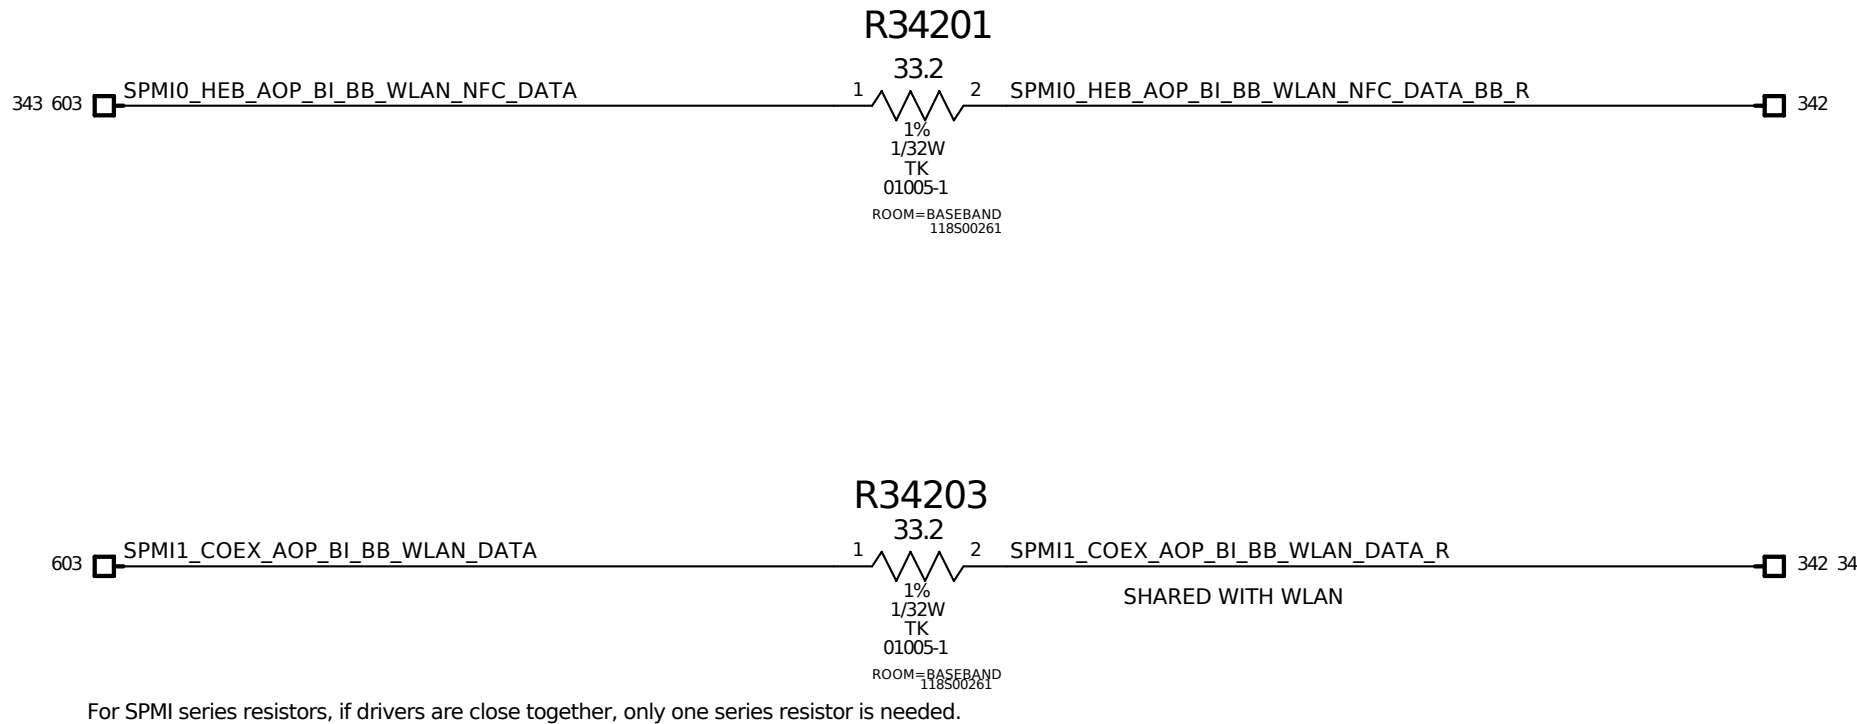 R34201
33.2
343 603 SPMI0_HEB_AOP_BI_BB_WLAN_NFC_DATA 1 2 SPMI0_HEB_AOP_BI_BB_WLAN_NFC_DATA_BB_R 342
1%
1/32W
TK
01005-1
ROOM=BASEBAND
118S00261
R34203
33.2
603 SPMI1_COEX_AOP_BI_BB_WLAN_DATA 1 2 SPMI1_COEX_AOP_BI_BB_WLAN_DATA_R 342 34
1%
SHARED WITH WLAN
1/32W
TK
01005-1
ROOM=BASEBAND
118S00261
For SPMI series resistors, if drivers are close together, only one series resistor is needed.